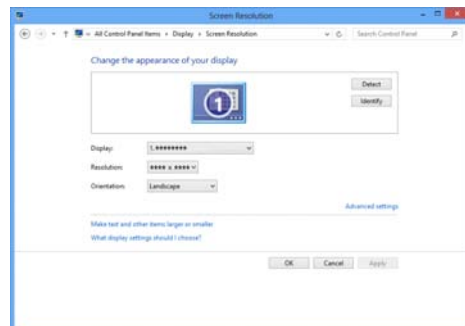 Screen Resolution
All Control Panel Items ▸ Display ▸ Screen Resolution
Search Control Panel
Change the appearance of your display
1
Detect
Identify
Display: 1. ********
Resolution: **** x ****
Orientation: Landscape
Advanced settings
Make text and other items larger or smaller
What display settings should I choose?
OK Cancel Apply